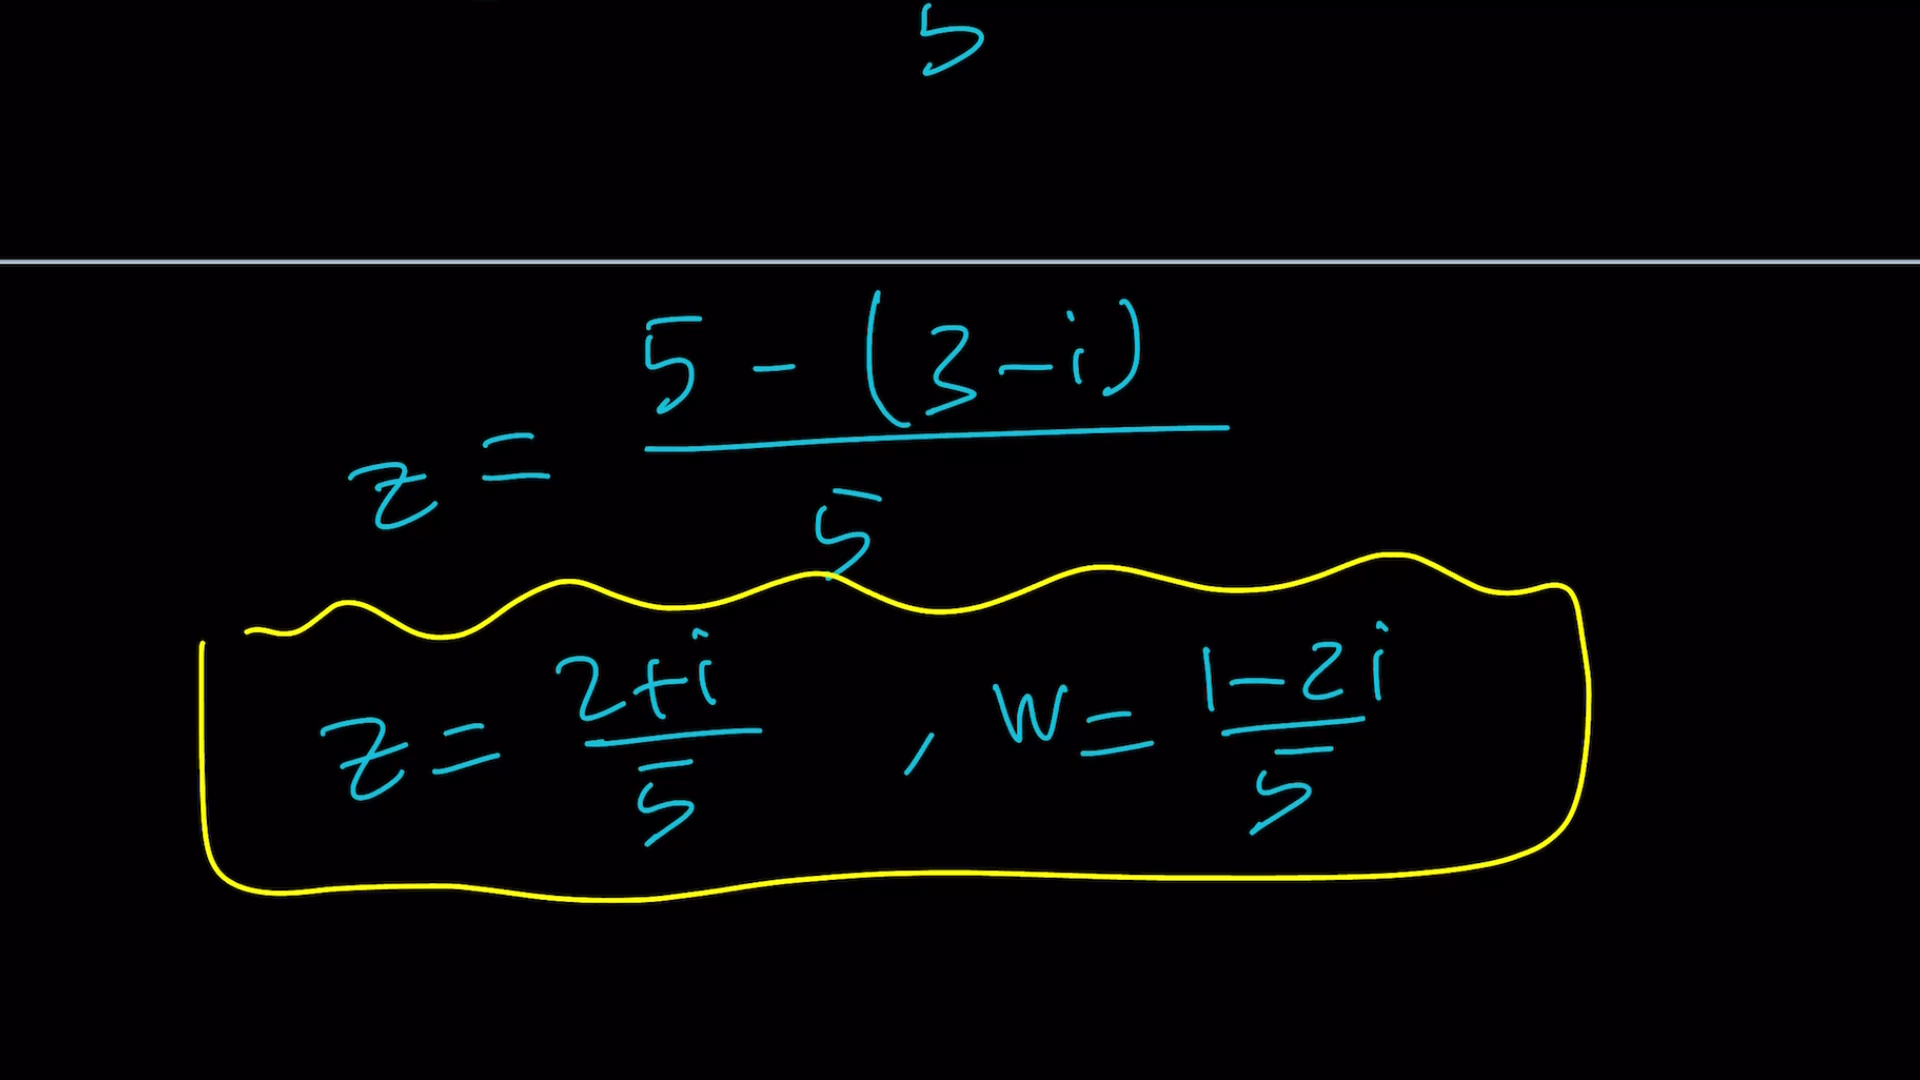 5
z = 5 - (3 - i) / 5
z = 2+i / 5 , w = 1-2i / 5